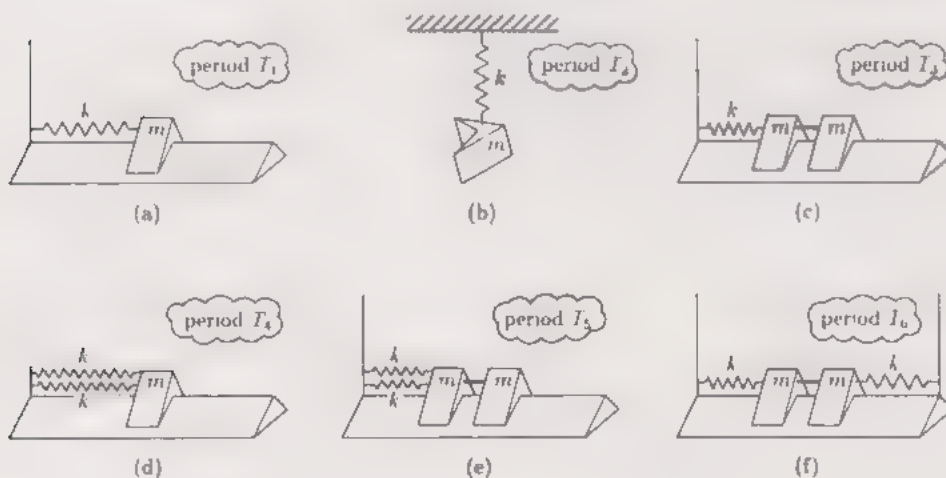 period T₁
k
m
(a)
period T₂
k
m
(b)
period T₃
k
m m
(c)
period T₄
k
m
k
(d)
period T₅
k
m m
k
(e)
period T₆
k k
m m
(f)